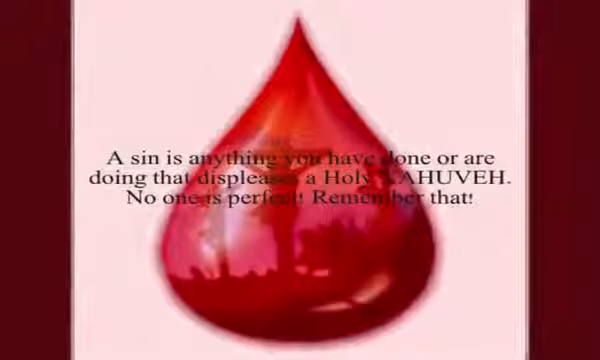 A sin is anything you have done or are
doing that displeases a Holy YAHUVEH.
No one is perfect! Remember that!